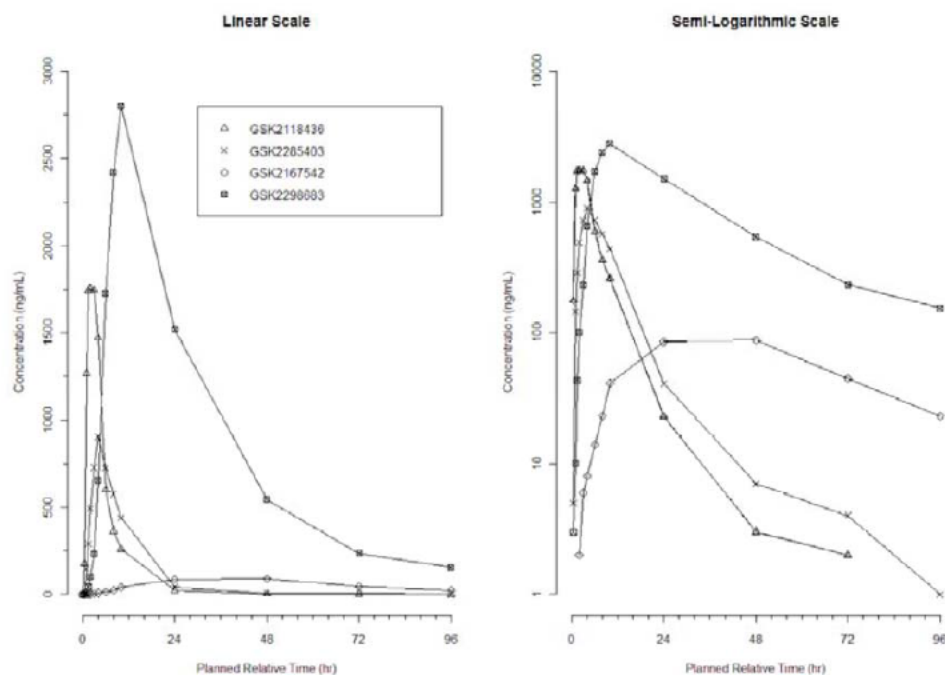 Linear Scale
Concentration (ng/mL)
3000
2500
2000
1500
1000
500
0
GSK2118436
GSK2285403
GSK2167542
GSK2298683
0 24 48 72 96
Planned Relative Time (hr)
Semi-Logarithmic Scale
Concentration (ng/mL)
10000
1000
100
10
1
0 24 48 72 96
Planned Relative Time (hr)